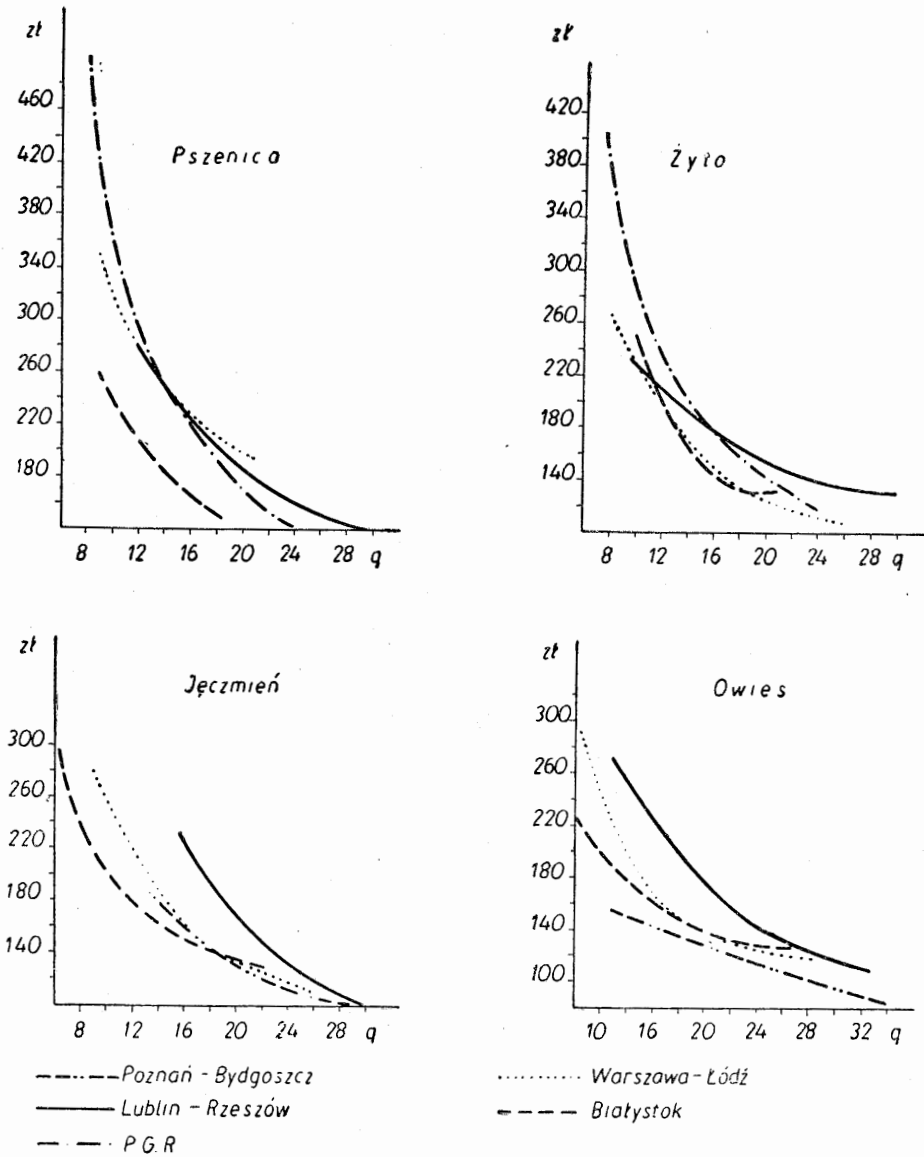 zł
460
420
380
340
300
260
220
180
Pszenica
8 12 16 20 24 28 q
zł
420
380
340
300
260
220
180
140
Żyto
8 12 16 20 24 28 q
zł
300
260
220
180
140
Jęczmień
8 12 16 20 24 28 q
zł
300
260
220
180
140
100
Owies
10 16 20 24 28 32 q
Poznań - Bydgoszcz
Lublin - Rzeszów
P.G.R
Warszawa - Łódź
Białystok